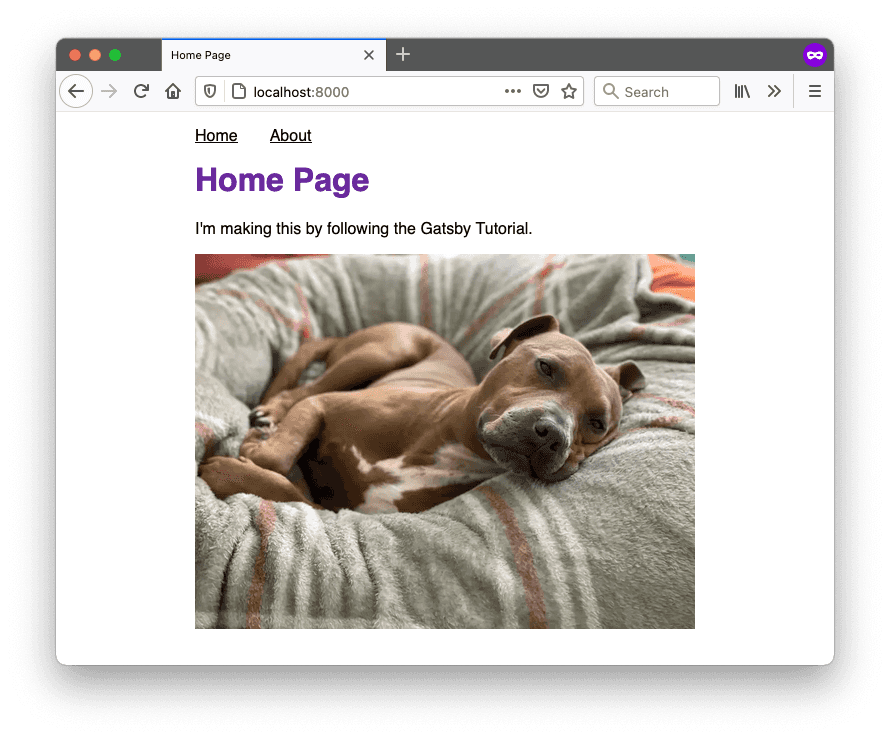 Home Page
localhost:8000
Search
Home About
Home Page
I'm making this by following the Gatsby Tutorial.